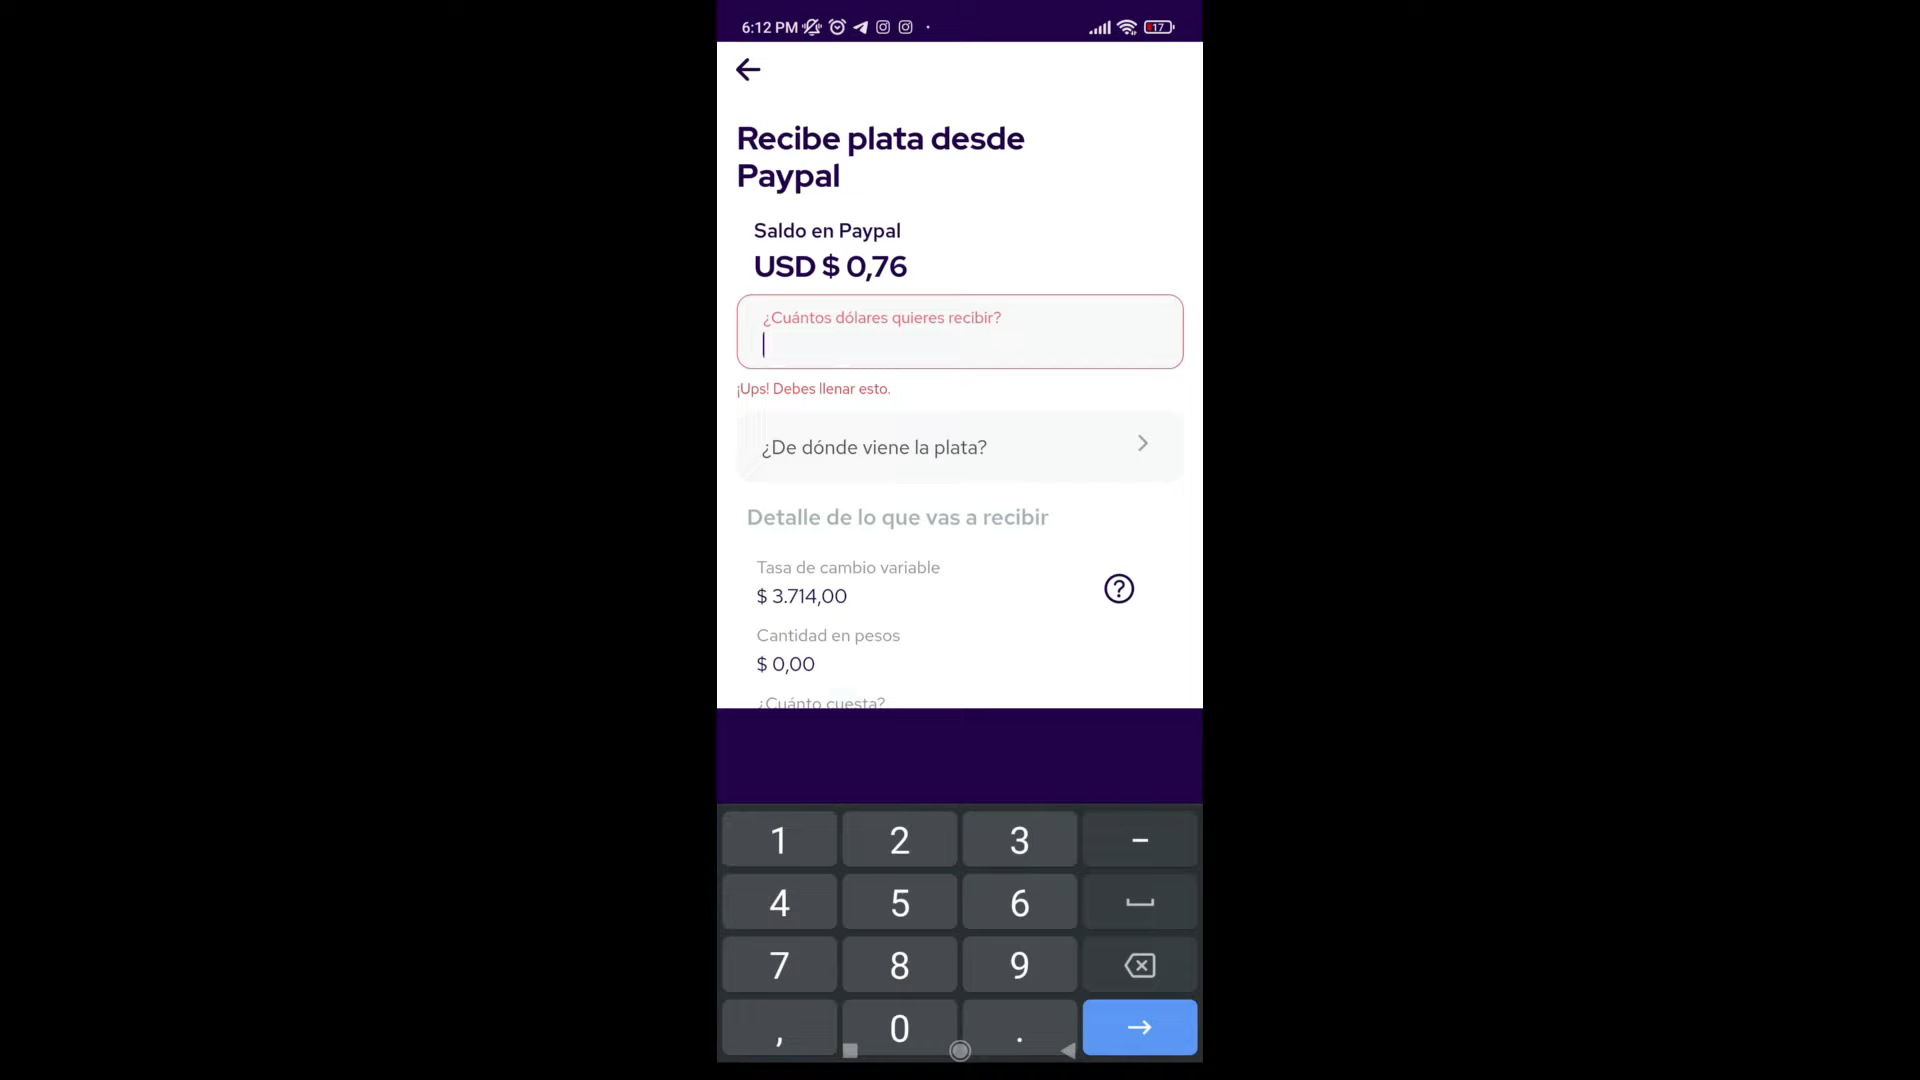 6:12 PM
17
Recibe plata desde
Paypal
Saldo en Paypal
USD $ 0,76
¿Cuántos dólares quieres recibir?
¡Ups! Debes llenar esto.
¿De dónde viene la plata?
Detalle de lo que vas a recibir
Tasa de cambio variable
$ 3.714,00
?
Cantidad en pesos
$ 0,00
¿Cuánto cuesta?
1 2 3 –
4 5 6
7 8 9
, 0 .